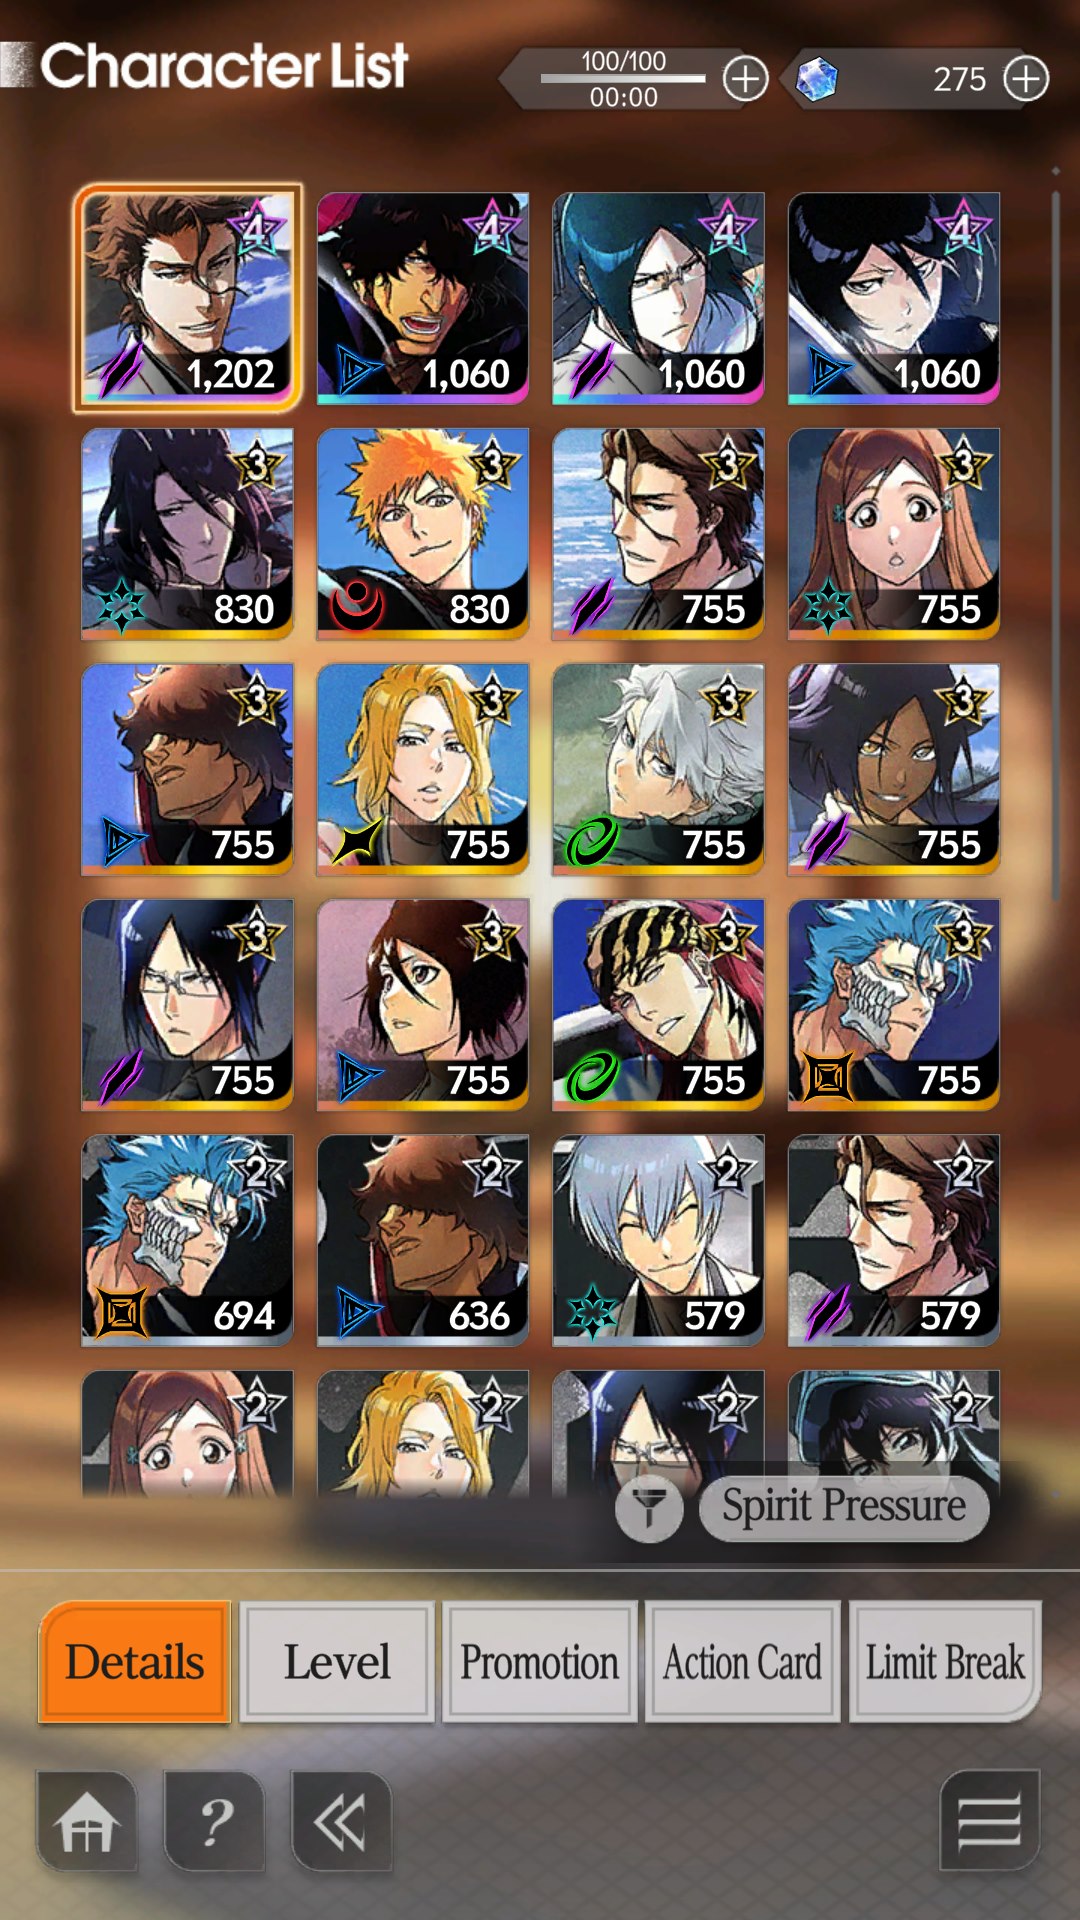 Character List
100/100
00:00
275
4 4 4 4
1,202 1,060 1,060 1,060
3 3 3 3
830 830 755 755
3 3 3 3
755 755 755 755
3 3 3 3
755 755 755 755
2 2 2 2
694 636 579 579
2 2 2 2
Spirit Pressure
Details Level Promotion Action Card Limit Break
?